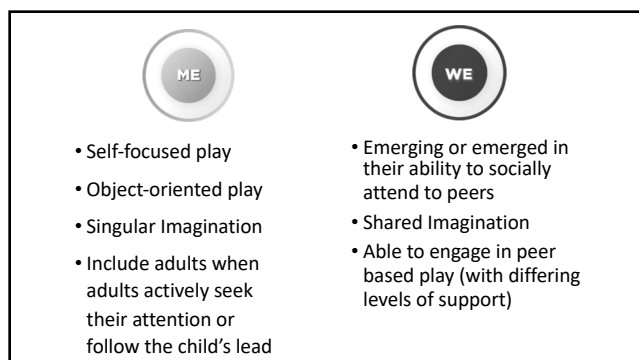 ME
• Self-focused play
• Object-oriented play
• Singular Imagination
• Include adults when
adults actively seek
their attention or
follow the child's lead
WE
• Emerging or emerged in
their ability to socially
attend to peers
• Shared Imagination
• Able to engage in peer
based play (with differing
levels of support)